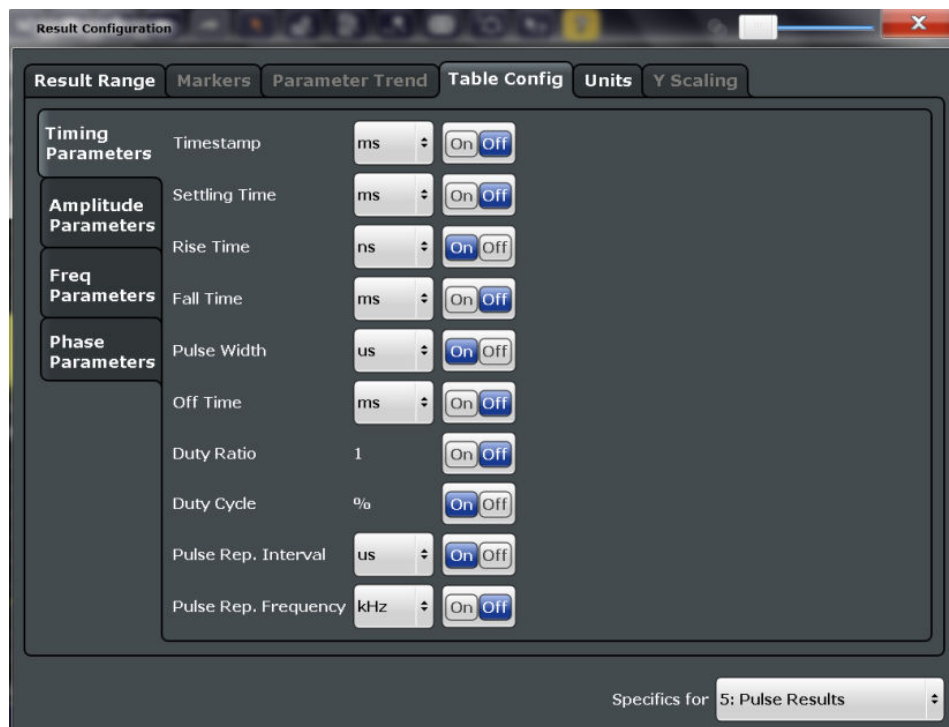 Result Configuration
Result Range Markers Parameter Trend Table Config Units Y Scaling
Timing
Parameters
Amplitude
Parameters
Freq
Parameters
Phase
Parameters
Timestamp ms On Off
Settling Time ms On Off
Rise Time ns On Off
Fall Time ms On Off
Pulse Width us On Off
Off Time ms On Off
Duty Ratio 1 On Off
Duty Cycle % On Off
Pulse Rep. Interval us On Off
Pulse Rep. Frequency kHz On Off
Specifics for 5: Pulse Results